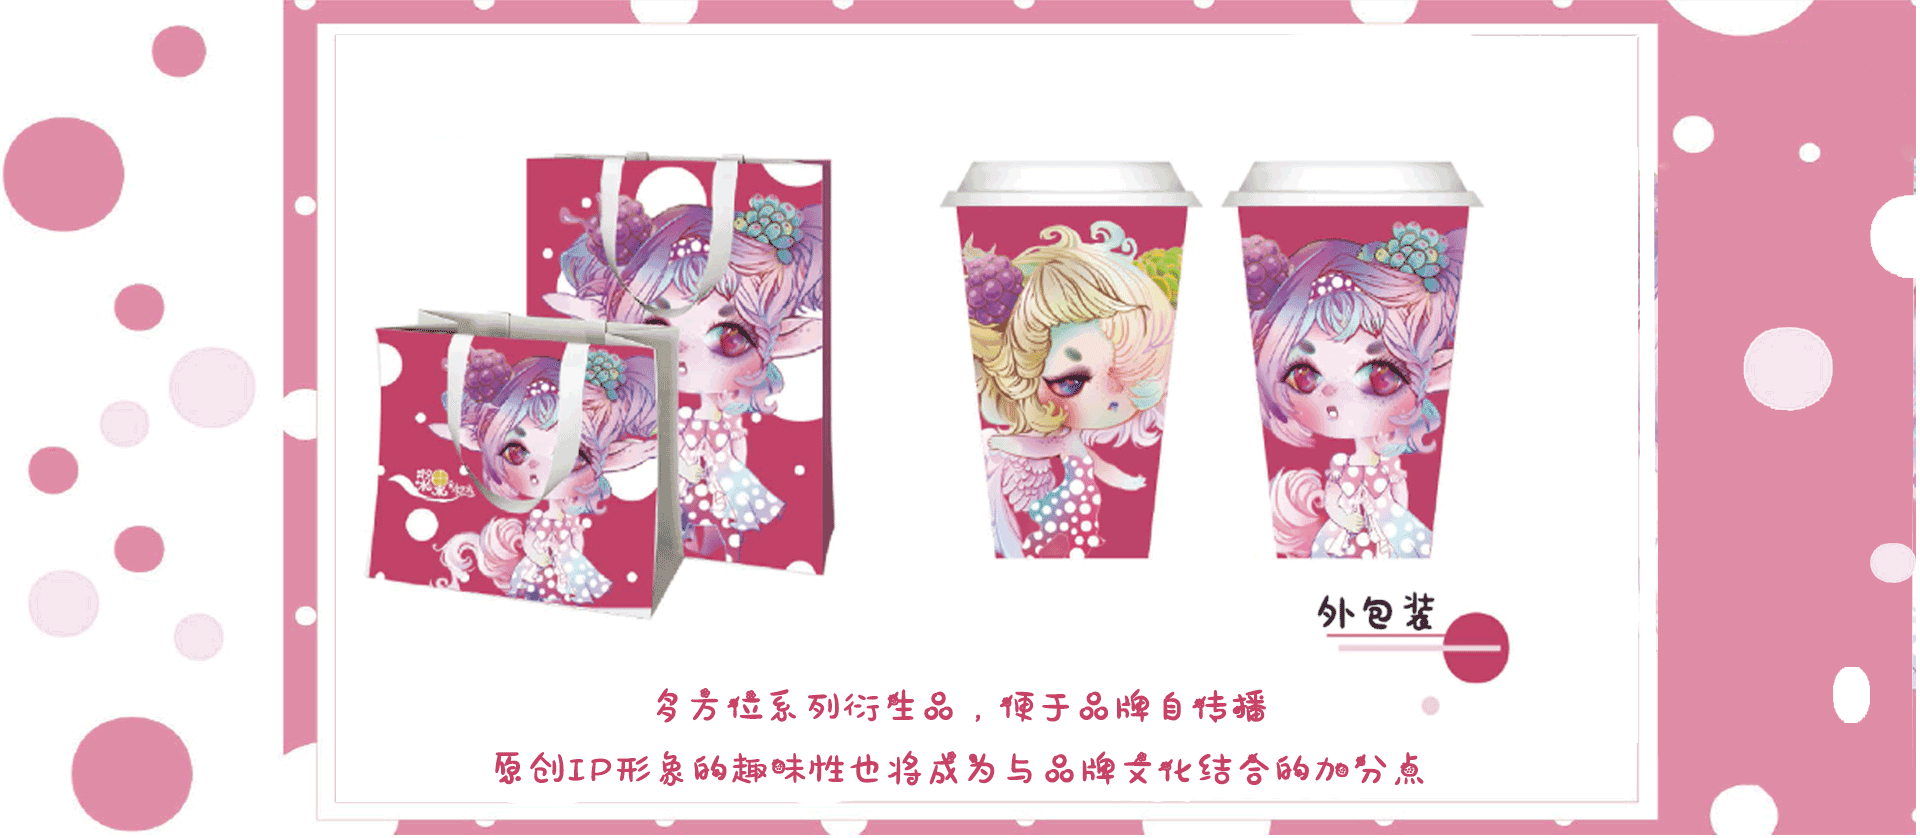 外包装
多方位系列衍生品，便于品牌自传播
原创IP形象的趣味性也将成为与品牌文化结合的加分点